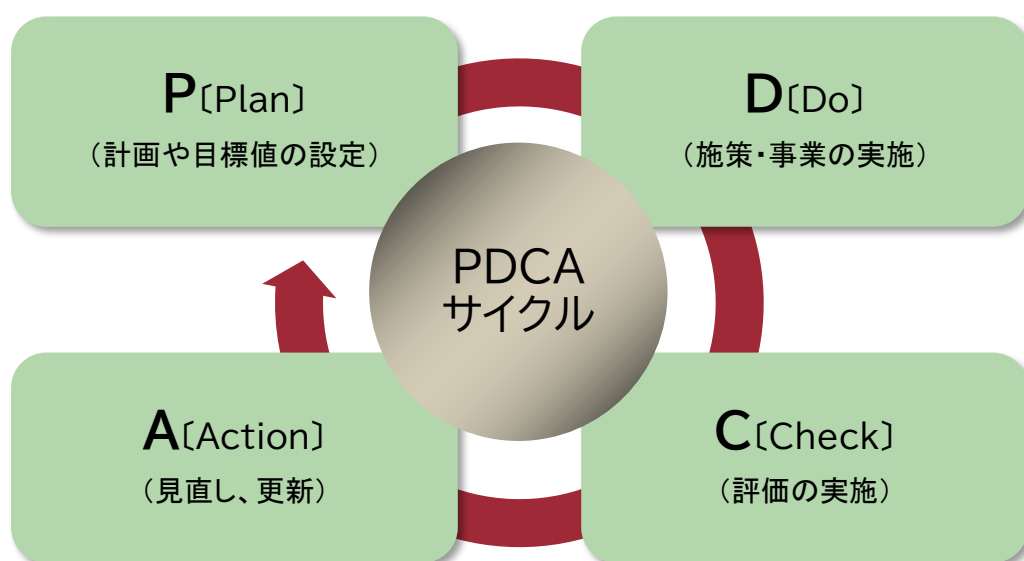 P〔Plan〕
（計画や目標値の設定）
D〔Do〕
（施策・事業の実施）
PDCA
サイクル
A〔Action〕
（見直し、更新）
C〔Check〕
（評価の実施）